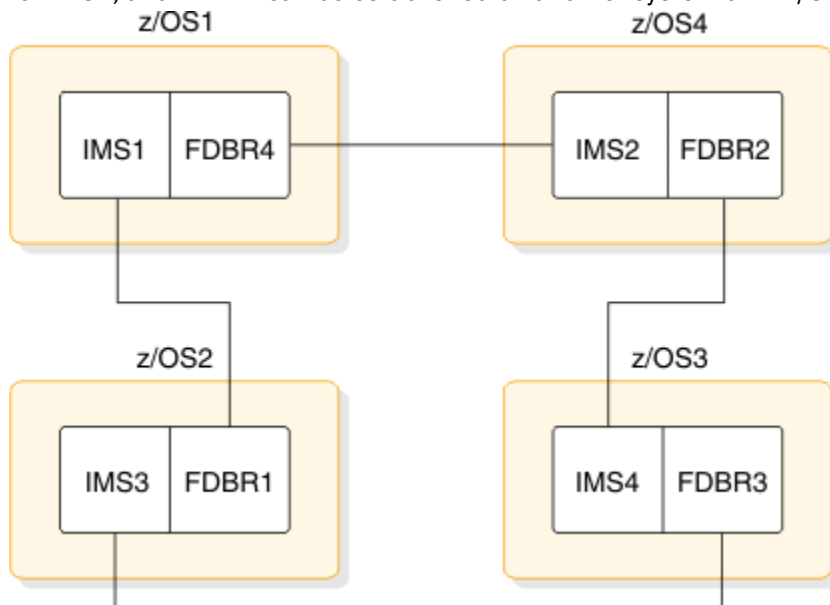 z/OS1
z/OS4
IMS1 FDBR4
IMS2 FDBR2
z/OS2
z/OS3
IMS3 FDBR1
IMS4 FDBR3